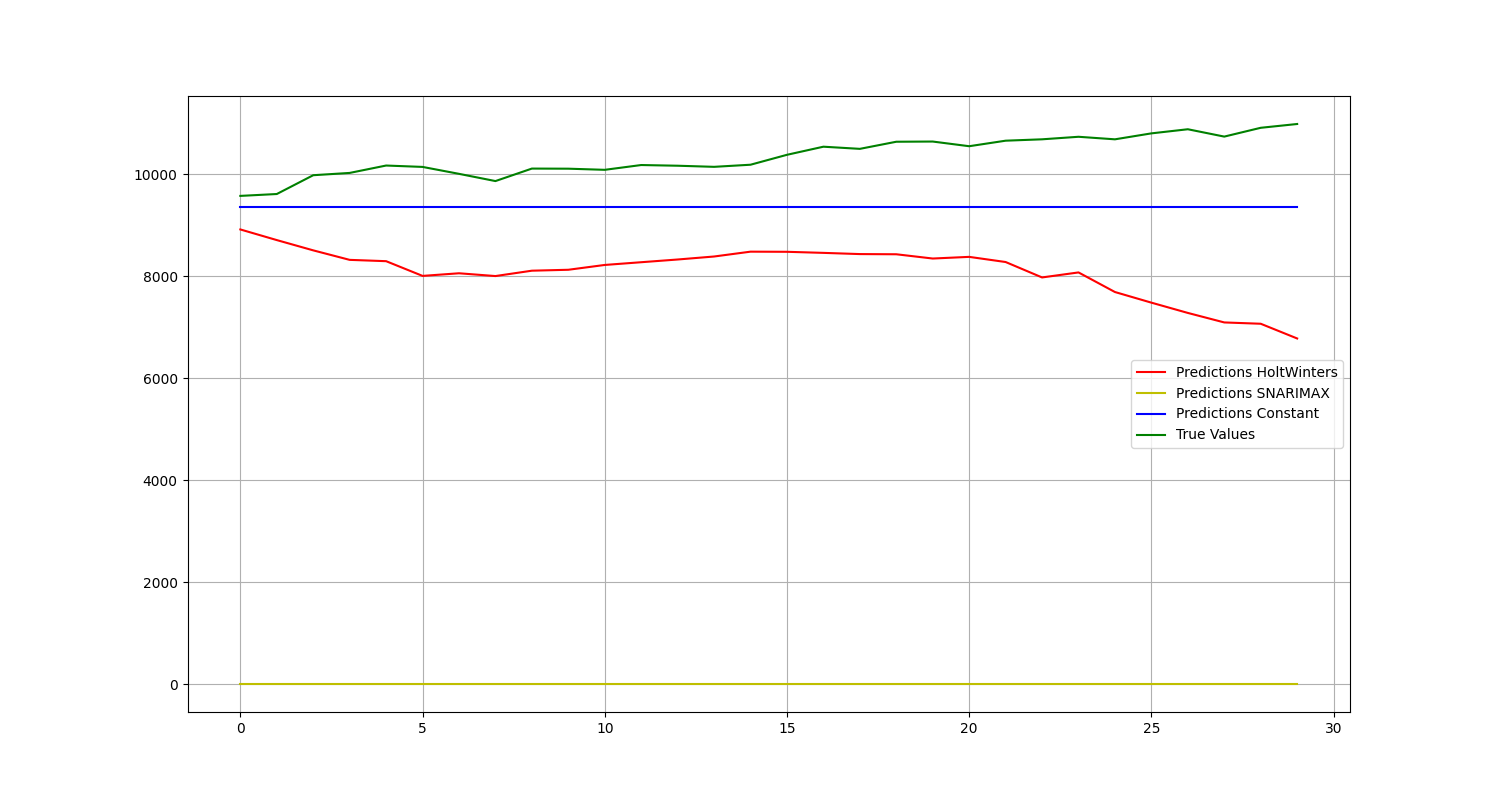 10000
8000
6000
4000
2000
0
0 5 10 15 20 25 30
Predictions HoltWinters
Predictions SNARIMAX
Predictions Constant
True Values